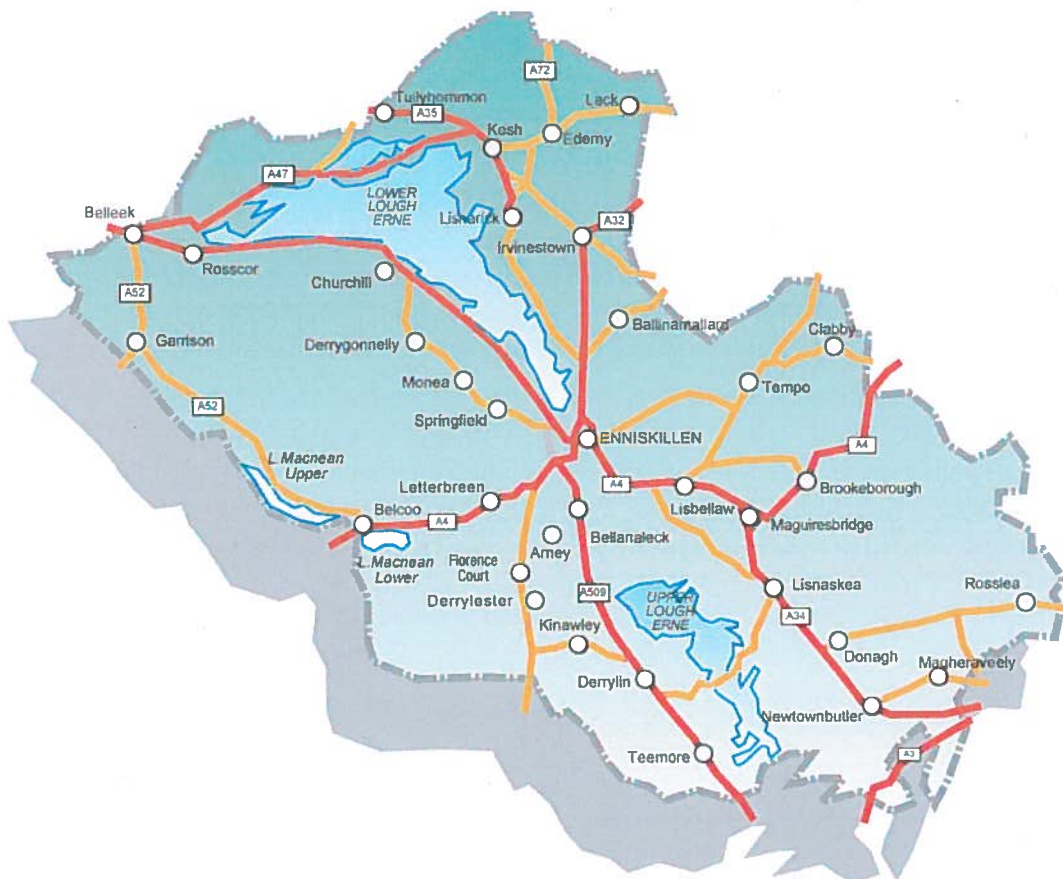 A72
Lack
Tullyhommon
A35
Kesh
Ederny
A47
LOWER
LOUGH
ERNE
Lisnarick
A32
Belleek
Irvinestown
Rosscor
Churchill
A52
Ballinamallard
Clabby
Garrison
Derrygonnelly
Monea
Tempo
A52
Springfield
ENNISKILLEN
A4
L. Macnean
Upper
Letterbreen
A4
Lisbellaw
Brookeborough
Belcoo
A4
Maguiresbridge
Bellanaleck
Arney
L. Macnean
Lower
Florence
Court
Lisnaskea
Rosslea
Derrylester
A509
UPPER
LOUGH
ERNE
A34
Kinawley
Donagh
Magheraveely
Derrylin
Newtownbutler
Teemore
A3